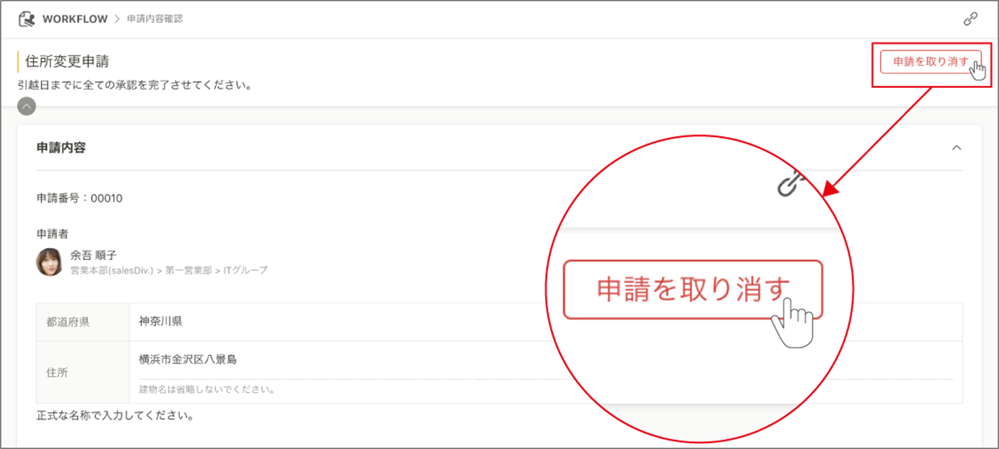 WORKFLOW > 申請内容確認
住所変更申請
申請を取り消す
引越日までに全ての承認を完了させてください。
申請内容
申請番号：00010
申請者
余吾 順子
営業本部(salesDiv.) > 第一営業部 > ITグループ
申請を取り消す
都道府県 神奈川県
住所 横浜市金沢区八景島
建物名は省略しないでください。
正式な名称で入力してください。